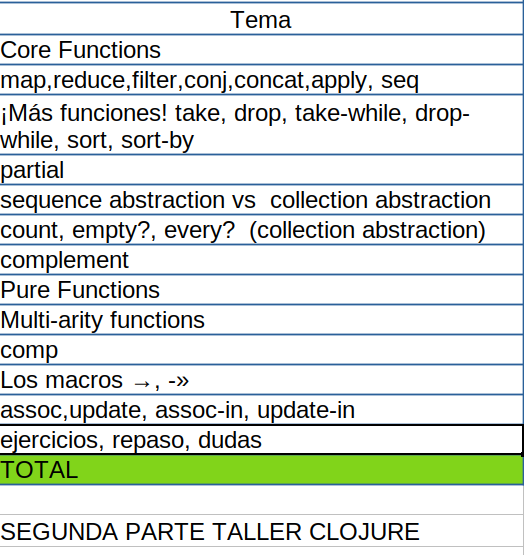 Tema
Core Functions
map,reduce,filter,conj,concat,apply, seq
¡Más funciones! take, drop, take-while, drop-
while, sort, sort-by
partial
sequence abstraction vs  collection abstraction
count, empty?, every?  (collection abstraction)
complement
Pure Functions
Multi-arity functions
comp
Los macros →, -»
assoc,update, assoc-in, update-in
ejercicios, repaso, dudas
TOTAL
SEGUNDA PARTE TALLER CLOJURE